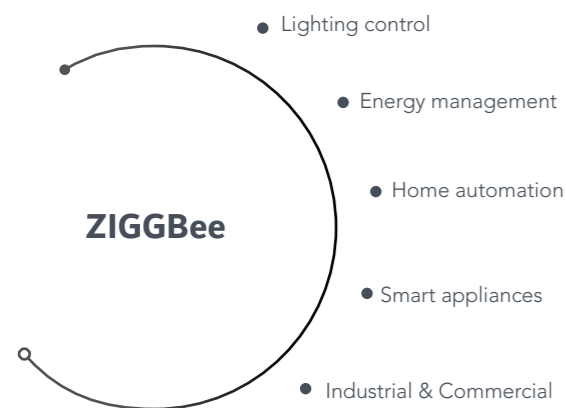 Lighting control
Energy management
Home automation
ZIGGBee
Smart appliances
Industrial & Commercial